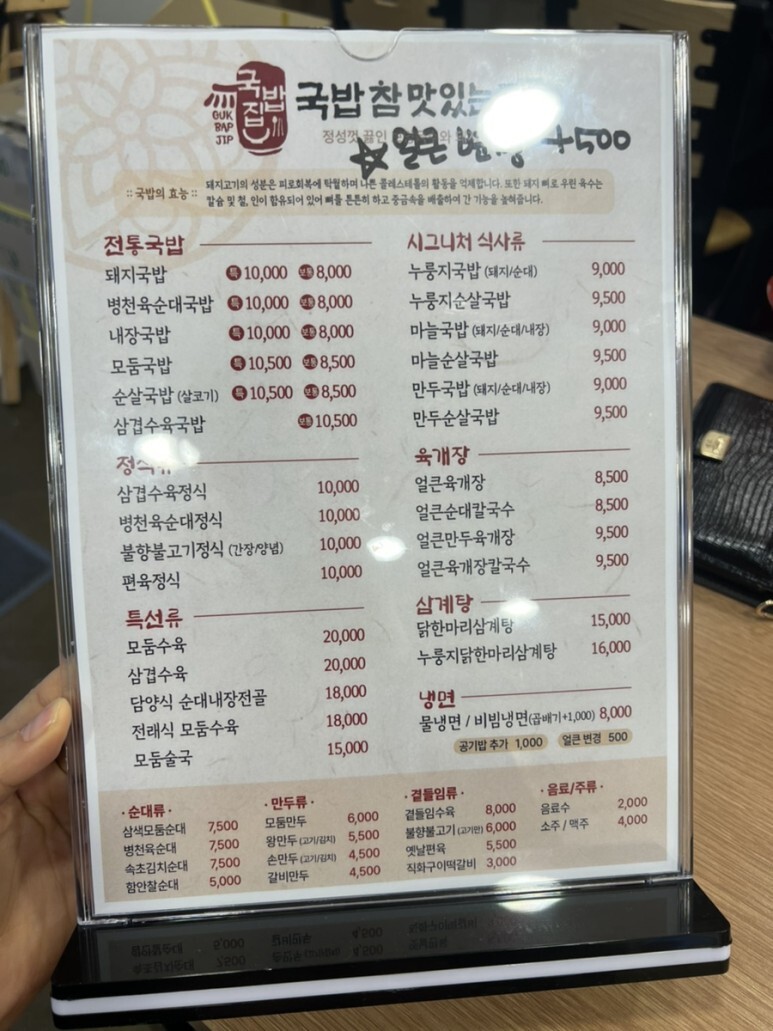 국밥집
GUK
BAP
JIP
국밥 참 맛있는
정성껏 끓인
☆얼큰 변경 +500
:: 국밥의 효능 ::
돼지고기의 성분은 피로회복에 탁월하며 나쁜 콜레스테롤의 활동을 억제합니다. 또한 돼지 뼈로 우린 육수는
칼슘 및 철, 인이 함유되어 있어 뼈를 튼튼히 하고 중금속을 배출하여 간 기능을 높여줍니다.
전통국밥
돼지국밥 특 10,000 보통 8,000
병천육순대국밥 특 10,000 보통 8,000
내장국밥 특 10,000 보통 8,000
모둠국밥 특 10,500 보통 8,500
순살국밥 (살코기) 특 10,500 보통 8,500
삼겹수육국밥 보통 10,500
정식류
삼겹수육정식 10,000
병천육순대정식 10,000
불향불고기정식 (간장/양념) 10,000
편육정식 10,000
특선류
모둠수육 20,000
삼겹수육 20,000
담양식 순대내장전골 18,000
전래식 모둠수육 18,000
모둠술국 15,000
시그니처 식사류
누룽지국밥 (돼지/순대) 9,000
누룽지순살국밥 9,500
마늘국밥 (돼지/순대/내장) 9,000
마늘순살국밥 9,500
만두국밥 (돼지/순대/내장) 9,000
만두순살국밥 9,500
육개장
얼큰육개장 8,500
얼큰순대칼국수 8,500
얼큰만두육개장 9,500
얼큰육개장칼국수 9,500
삼계탕
닭한마리삼계탕 15,000
누룽지닭한마리삼계탕 16,000
냉면
물냉면 / 비빔냉면(곱배기+1,000) 8,000
공기밥 추가 1,000 얼큰 변경 500
· 순대류 ·
삼색모둠순대 7,500
병천육순대 7,500
속초김치순대 7,500
함안찰순대 5,000
· 만두류 ·
모둠만두 6,000
왕만두 (고기/김치) 5,500
손만두 (고기/김치) 4,500
갈비만두 4,500
· 곁들임류 ·
곁들임수육 8,000
불향불고기 (고기만) 6,000
옛날편육 5,500
직화구이떡갈비 3,000
· 음료/주류 ·
음료수 2,000
소주 / 맥주 4,000